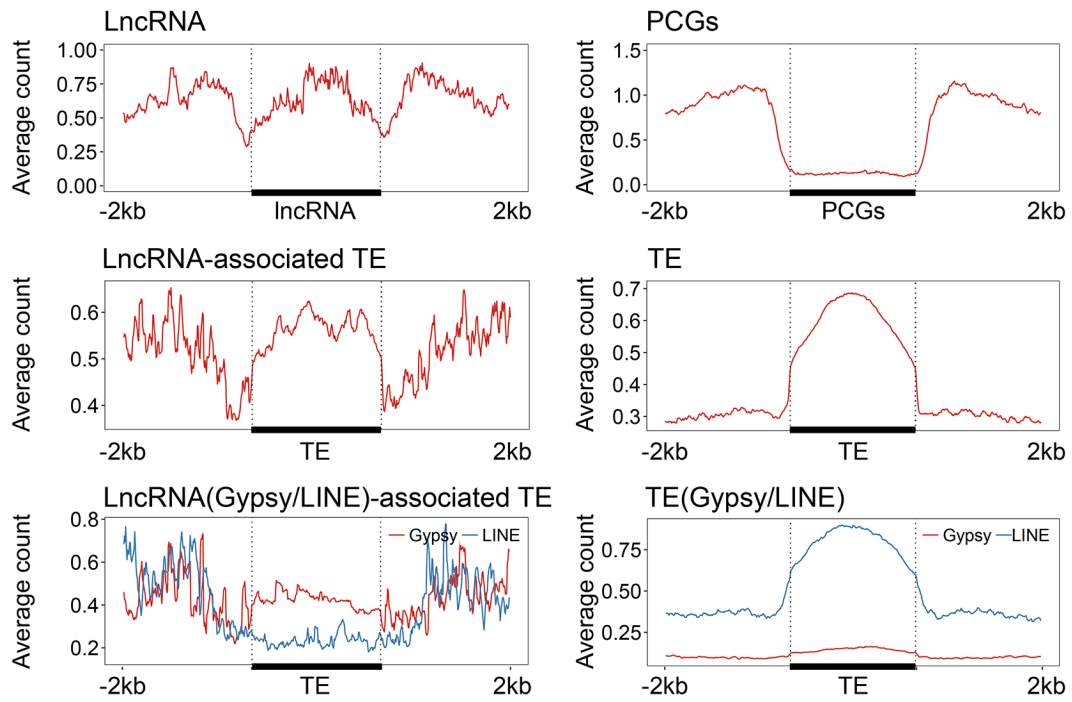 LncRNA
Average count
1.00
0.75
0.50
0.25
0.00
-2kb
lncRNA
2kb
PCGs
Average count
1.5
1.0
0.5
0.0
-2kb
PCGs
2kb
LncRNA-associated TE
Average count
0.6
0.5
0.4
-2kb
TE
2kb
TE
Average count
0.7
0.6
0.5
0.4
0.3
-2kb
TE
2kb
LncRNA(Gypsy/LINE)-associated TE
Average count
0.8
0.6
0.4
0.2
Gypsy
LINE
-2kb
TE
2kb
TE(Gypsy/LINE)
Average count
0.75
0.50
0.25
Gypsy
LINE
-2kb
TE
2kb